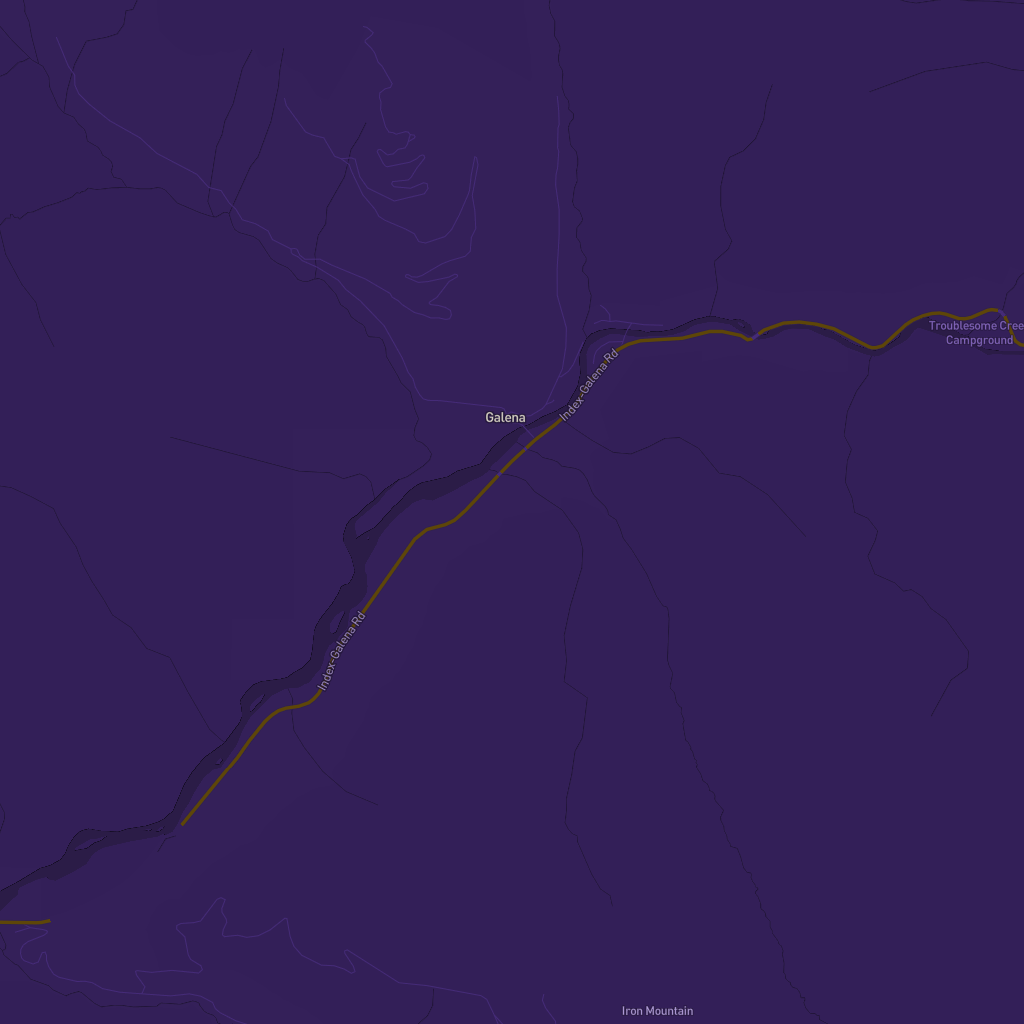 Troublesome Cree
Campground
Index-Galena Rd
Galena
Index-Galena Rd
Iron Mountain